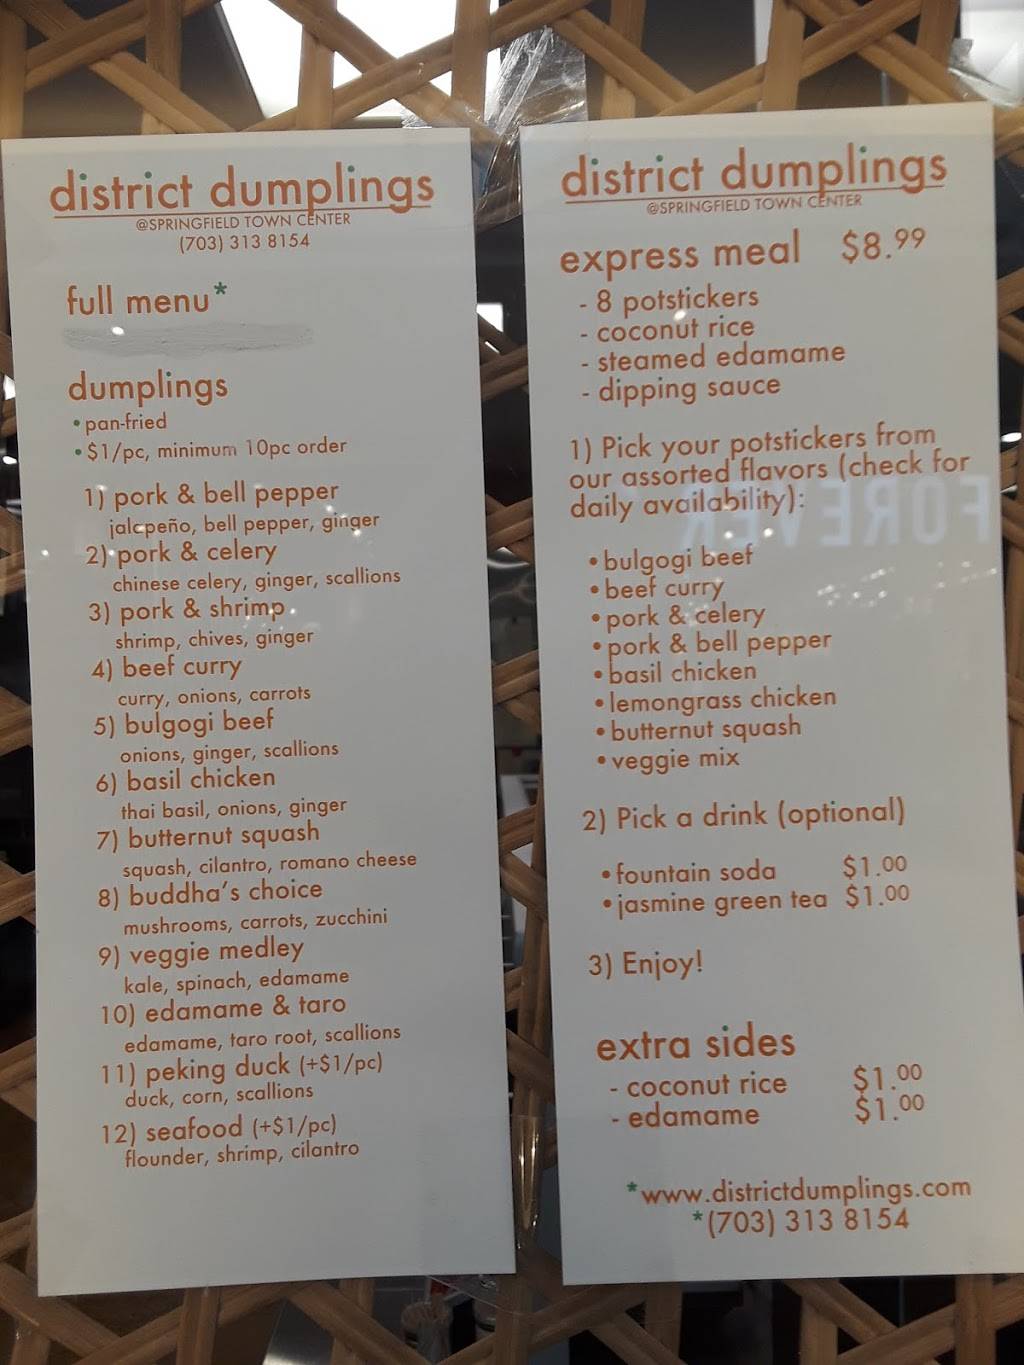 district dumplings
@SPRINGFIELD TOWN CENTER
(703) 313 8154
full menu*
dumplings
• pan-fried
• $1/pc, minimum 10pc order
1) pork & bell pepper
jalapeño, bell pepper, ginger
2) pork & celery
chinese celery, ginger, scallions
3) pork & shrimp
shrimp, chives, ginger
4) beef curry
curry, onions, carrots
5) bulgogi beef
onions, ginger, scallions
6) basil chicken
thai basil, onions, ginger
7) butternut squash
squash, cilantro, romano cheese
8) buddha's choice
mushrooms, carrots, zucchini
9) veggie medley
kale, spinach, edamame
10) edamame & taro
edamame, taro root, scallions
11) peking duck (+$1/pc)
duck, corn, scallions
12) seafood (+$1/pc)
flounder, shrimp, cilantro
district dumplings
@SPRINGFIELD TOWN CENTER
express meal $8.99
- 8 potstickers
- coconut rice
- steamed edamame
- dipping sauce
1) Pick your potstickers from
our assorted flavors (check for
daily availability):
• bulgogi beef
• beef curry
• pork & celery
• pork & bell pepper
• basil chicken
• lemongrass chicken
• butternut squash
• veggie mix
2) Pick a drink (optional)
• fountain soda $1.00
• jasmine green tea $1.00
3) Enjoy!
extra sides
- coconut rice $1.00
- edamame $1.00
*www.districtdumplings.com
*(703) 313 8154
FOREVER